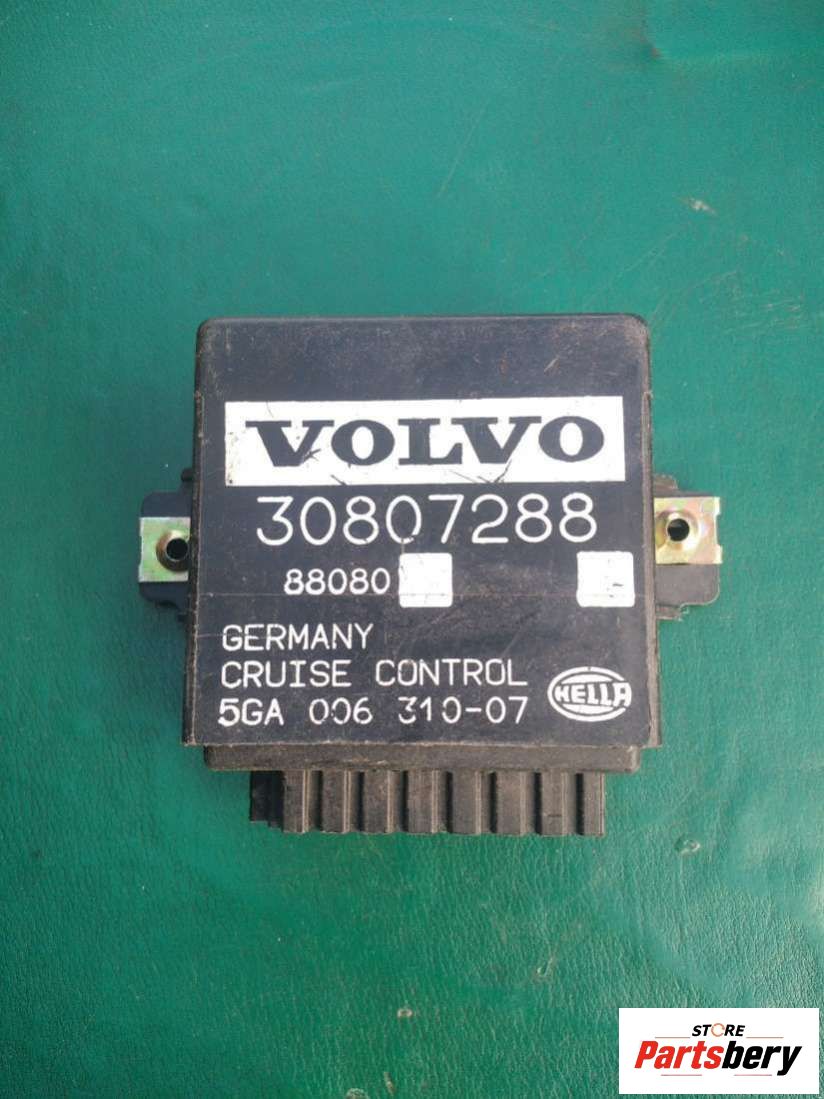 VOLVO
30807288
88080
GERMANY
CRUISE CONTROL
5GA 006 310-07
HELLA
STORE
Partsbery